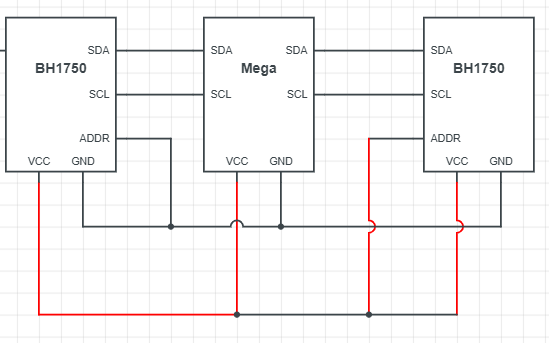 SDA SDA SDA SDA
BH1750 Mega BH1750
SCL SCL SCL SCL
ADDR ADDR
VCC GND VCC GND VCC GND